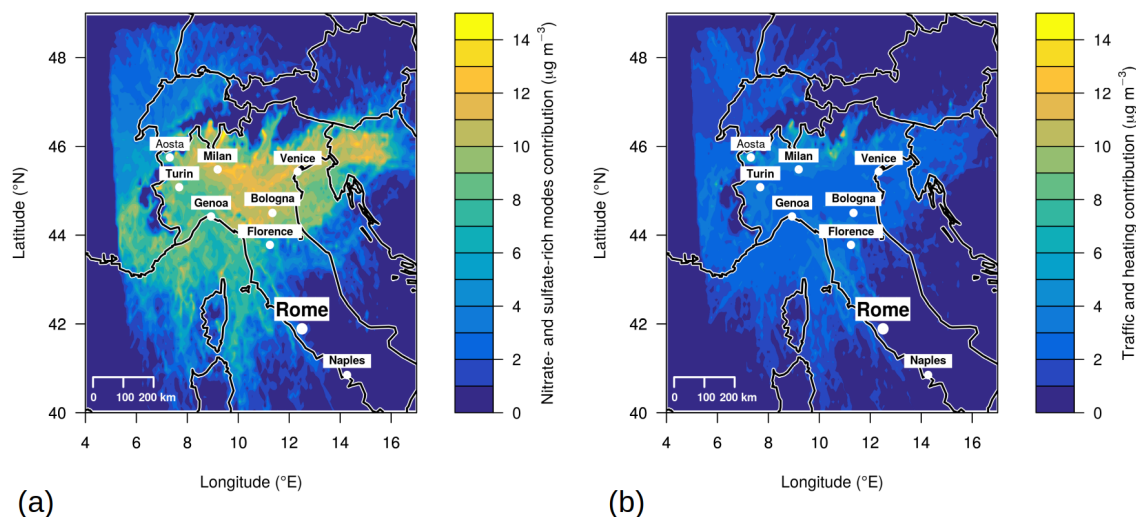 48
46
44
42
40
4
6
8
10
12
14
16
Latitude (°N)
Longitude (°E)
Aosta
Milan
Venice
Turin
Genoa
Bologna
Florence
Rome
Naples
0 100 200 km
14
12
10
8
6
4
2
0
Nitrate- and sulfate-rich modes contribution (μg m−3)
(a)
48
46
44
42
40
4
6
8
10
12
14
16
Latitude (°N)
Longitude (°E)
Aosta
Milan
Venice
Turin
Genoa
Bologna
Florence
Rome
Naples
0 100 200 km
14
12
10
8
6
4
2
0
Traffic and heating contribution (μg m−3)
(b)